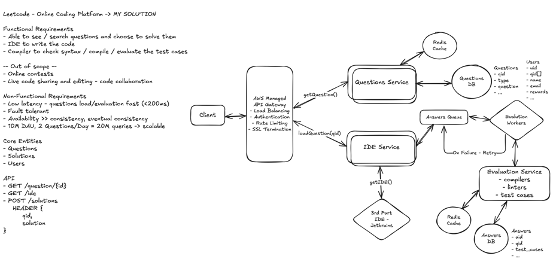 Leetcode - Online Coding Platform -> MY SOLUTION
Functional Requirements
- Able to see / search questions and choose to solve them
- IDE to write the code
- Compiler to check syntax / compile / evaluate the test cases
-- Out of scope --
- Online contests
- Live code sharing and editing - code collaboration
Non-Functional Requirements
- Low latency - questions load/evaluation fast (<200ms)
- Fault tolerant
- Availability >> consistency, eventual consistency
- 10M DAU, 2 Questions/Day = 20M queries -> scalable
Core Entities
- Questions
- Solutions
- Users
API
- GET /question/{id}
- GET /ide
- POST /solutions
HEADER {
qid,
solution
}
Client
AWS Managed
API Gateway
- Load Balancing
- Authentication
- Rate Limiting
- SSL Termination
getQuestion()
loadQuestion(qid)
Questions Service
IDE Service
getIDE()
3rd Part
IDE -
Jetbrains
Redis
Cache
Questions
DB
Questions
- qid
- type
- question
- ...
Users
- uid
- qid[]
- name
- email
- rewards
- ...
Answers Queue
Evaluation
Workers
On Failure - Retry
Evaluation Service
- compilers
- linters
- test cases
Redis
Cache
Answers
DB
Answers
- aid
- qid
- test_cases
- ...